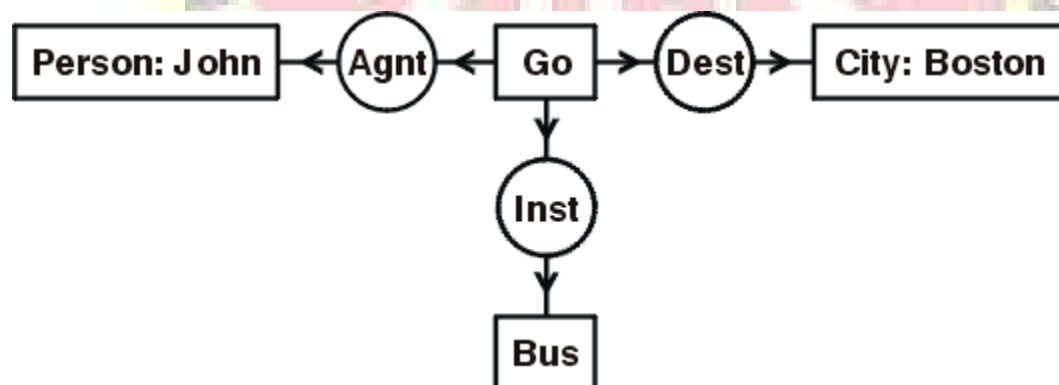 Person: John
Agnt
Go
Dest
City: Boston
Inst
Bus